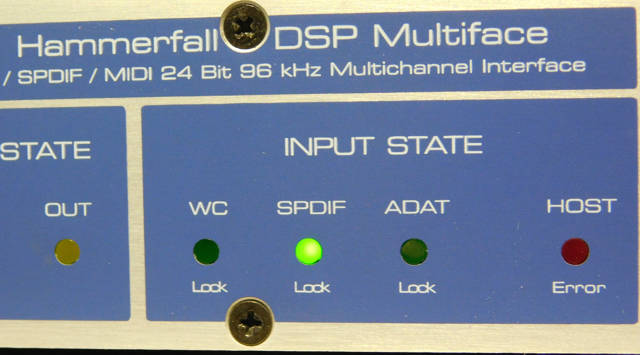 Hammerfall DSP Multiface
/ SPDIF / MIDI 24 Bit 96 kHz Multichannel Interface
STATE
INPUT STATE
OUT
WC
SPDIF
ADAT
HOST
Lock
Lock
Lock
Error